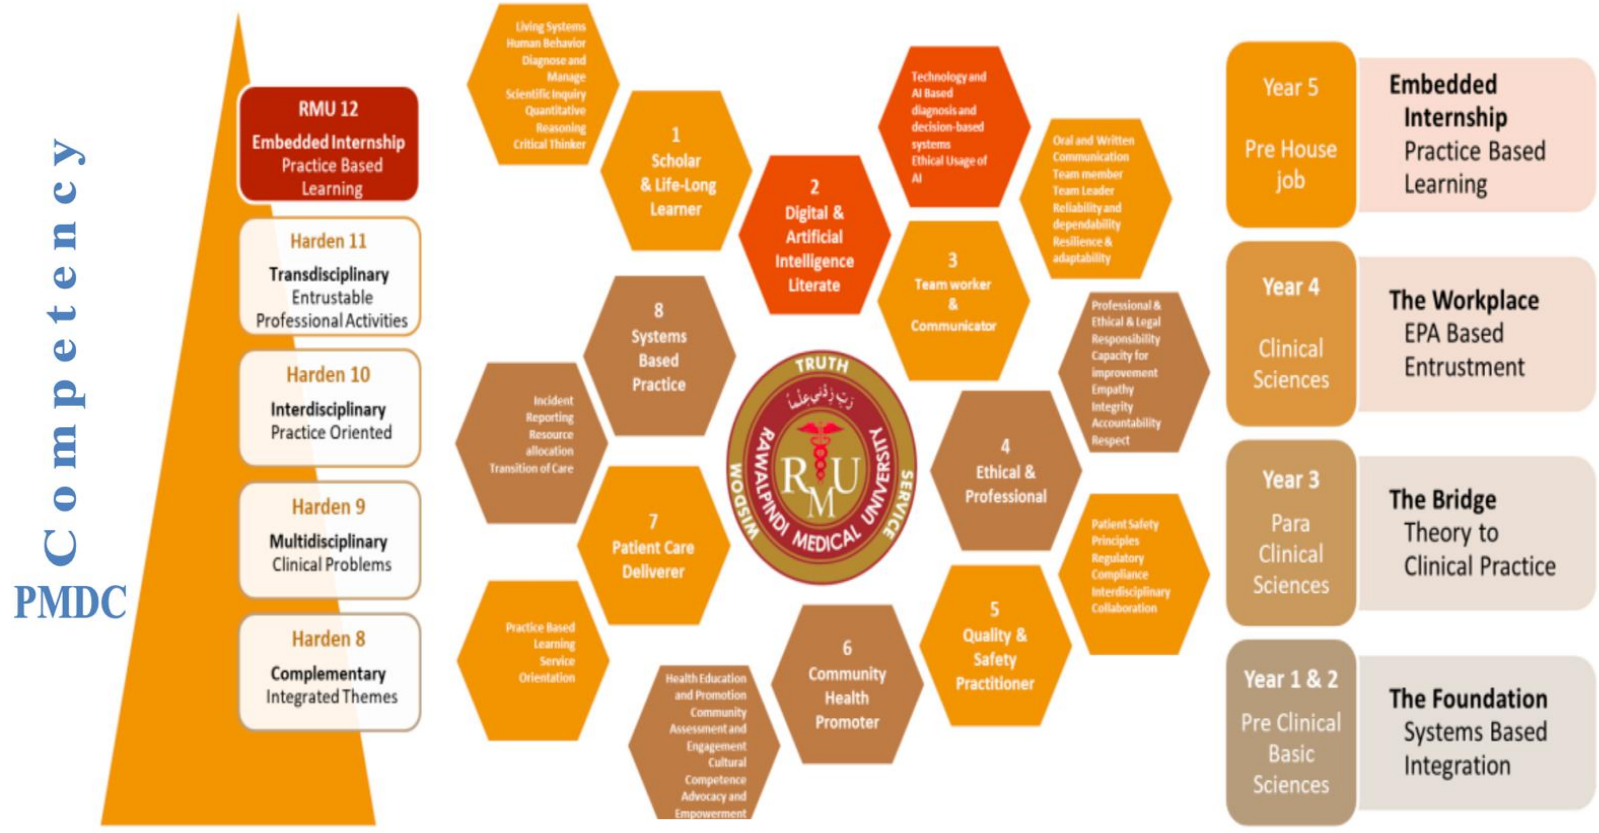 Competency
PMDC
RMU 12
Embedded Internship
Practice Based
Learning
Harden 11
Transdisciplinary
Entrustable
Professional Activities
Harden 10
Interdisciplinary
Practice Oriented
Harden 9
Multidisciplinary
Clinical Problems
Harden 8
Complementary
Integrated Themes
Living Systems
Human Behavior
Diagnose and
Manage
Scientific Inquiry
Quantitative
Reasoning
Critical Thinker
1
Scholar
& Life-Long
Learner
2
Digital &
Artificial
Intelligence
Literate
Technology and
AI Based
diagnosis and
decision-based
systems
Ethical Usage of
AI
3
Team worker
&
Communicator
Oral and Written
Communication
Team member
Team Leader
Reliability and
dependability
Resilience &
adaptability
4
Ethical &
Professional
Professional &
Ethical & Legal
Responsibility
Capacity for
improvement
Empathy
Integrity
Accountability
Respect
5
Quality &
Safety
Practitioner
Patient Safety
Principles
Regulatory
Compliance
Interdisciplinary
Collaboration
6
Community
Health
Promoter
Health Education
and Promotion
Community
Assessment and
Engagement
Cultural
Competence
Advocacy and
Empowerment
7
Patient Care
Deliverer
Practice Based
Learning
Service
Orientation
8
Systems
Based
Practice
Incident
Reporting
Resource
allocation
Transition of Care
TRUTH
WISDOM
SERVICE
رَبِّ زِدْنِي عِلْماً
RAWALPINDI MEDICAL UNIVERSITY
RMU
Year 5
Pre House
job
Embedded
Internship
Practice Based
Learning
Year 4
Clinical
Sciences
The Workplace
EPA Based
Entrustment
Year 3
Para
Clinical
Sciences
The Bridge
Theory to
Clinical Practice
Year 1 & 2
Pre Clinical
Basic
Sciences
The Foundation
Systems Based
Integration